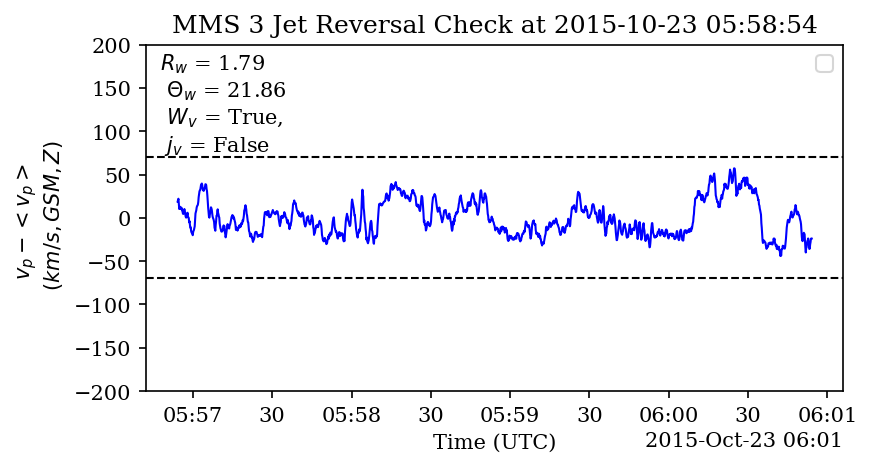 MMS 3 Jet Reversal Check at 2015-10-23 05:58:54
200
150
100
50
0
−50
−100
−150
−200
v_p − < v_p >
(km/s, GSM, Z)
R_w = 1.79
Θ_w = 21.86
W_v = True,
j_v = False
05:57 30 05:58 30 05:59 30 06:00 30 06:01
Time (UTC)
2015-Oct-23 06:01